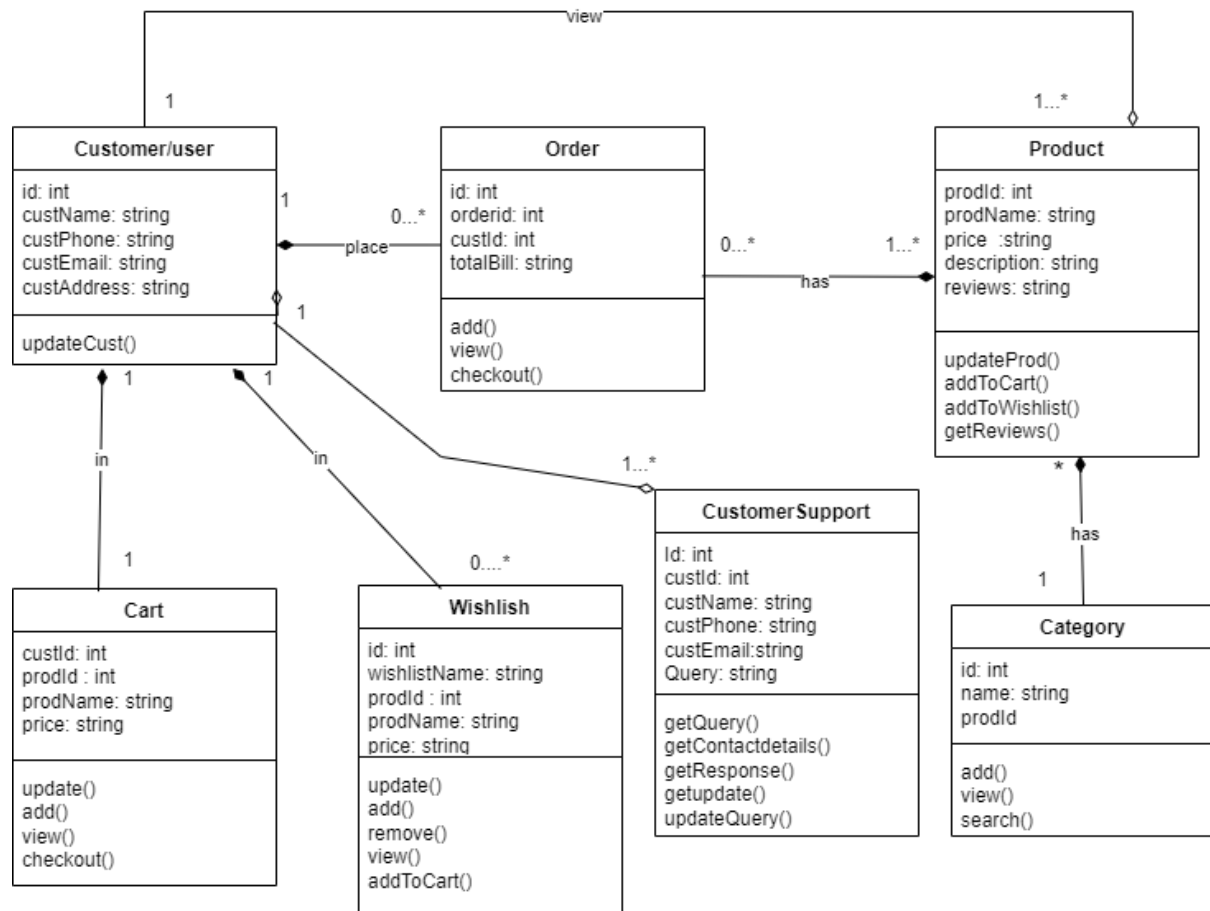 view
1
1...*
Customer/user
id: int
custName: string
custPhone: string
custEmail: string
custAddress: string
updateCust()
1
0...*
place
Order
id: int
orderid: int
custId: int
totalBill: string
add()
view()
checkout()
0...*
1...*
has
Product
prodId: int
prodName: string
price :string
description: string
reviews: string
updateProd()
addToCart()
addToWishlist()
getReviews()
1
1
1
in
in
1
0....*
1...*
*
has
1
Cart
custId: int
prodId : int
prodName: string
price: string
update()
add()
view()
checkout()
Wishlish
id: int
wishlistName: string
prodId : int
prodName: string
price: string
update()
add()
remove()
view()
addToCart()
CustomerSupport
Id: int
custId: int
custName: string
custPhone: string
custEmail:string
Query: string
getQuery()
getContactdetails()
getResponse()
getupdate()
updateQuery()
Category
id: int
name: string
prodId
add()
view()
search()